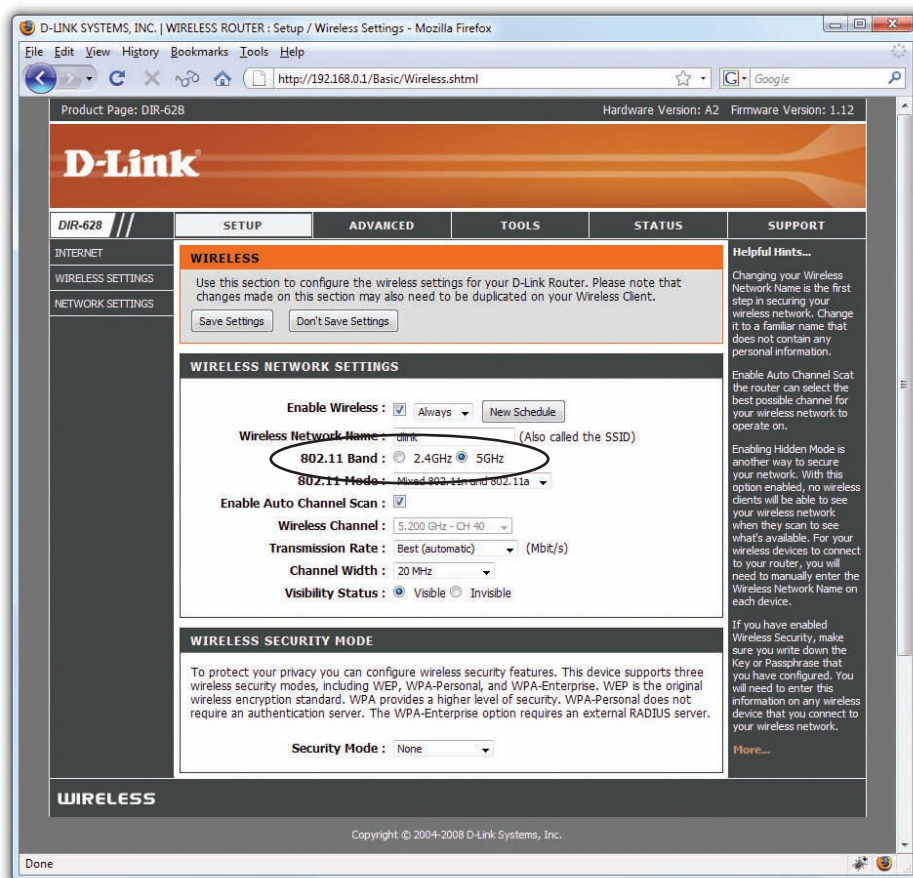 D-LINK SYSTEMS, INC. | WIRELESS ROUTER : Setup / Wireless Settings - Mozilla Firefox
File Edit View History Bookmarks Tools Help
http://192.168.0.1/Basic/Wireless.shtml
G Google
Product Page: DIR-628 Hardware Version: A2 Firmware Version: 1.12
D-Link
DIR-628 SETUP ADVANCED TOOLS STATUS SUPPORT
INTERNET
WIRELESS SETTINGS
NETWORK SETTINGS
WIRELESS
Use this section to configure the wireless settings for your D-Link Router. Please note that
changes made on this section may also need to be duplicated on your Wireless Client.
Save Settings Don't Save Settings
WIRELESS NETWORK SETTINGS
Enable Wireless : Always New Schedule
Wireless Network Name : dlink (Also called the SSID)
802.11 Band : 2.4GHz 5GHz
802.11 Mode : Mixed 802.11n and 802.11a
Enable Auto Channel Scan :
Wireless Channel : 5.200 GHz - CH 40
Transmission Rate : Best (automatic) (Mbit/s)
Channel Width : 20 MHz
Visibility Status : Visible Invisible
WIRELESS SECURITY MODE
To protect your privacy you can configure wireless security features. This device supports three
wireless security modes, including WEP, WPA-Personal, and WPA-Enterprise. WEP is the original
wireless encryption standard. WPA provides a higher level of security. WPA-Personal does not
require an authentication server. The WPA-Enterprise option requires an external RADIUS server.
Security Mode : None
Helpful Hints...
Changing your Wireless
Network Name is the first
step in securing your
wireless network. Change
it to a familiar name that
does not contain any
personal information.
Enable Auto Channel Scat
the router can select the
best possible channel for
your wireless network to
operate on.
Enabling Hidden Mode is
another way to secure
your network. With this
option enabled, no wireless
clients will be able to see
your wireless network
when they scan to see
what's available. For your
wireless devices to connect
to your router, you will
need to manually enter the
Wireless Network Name on
each device.
If you have enabled
Wireless Security, make
sure you write down the
Key or Passphrase that
you have configured. You
will need to enter this
information on any wireless
device that you connect to
your wireless network.
More...
WIRELESS
Copyright © 2004-2008 D-Link Systems, Inc.
Done